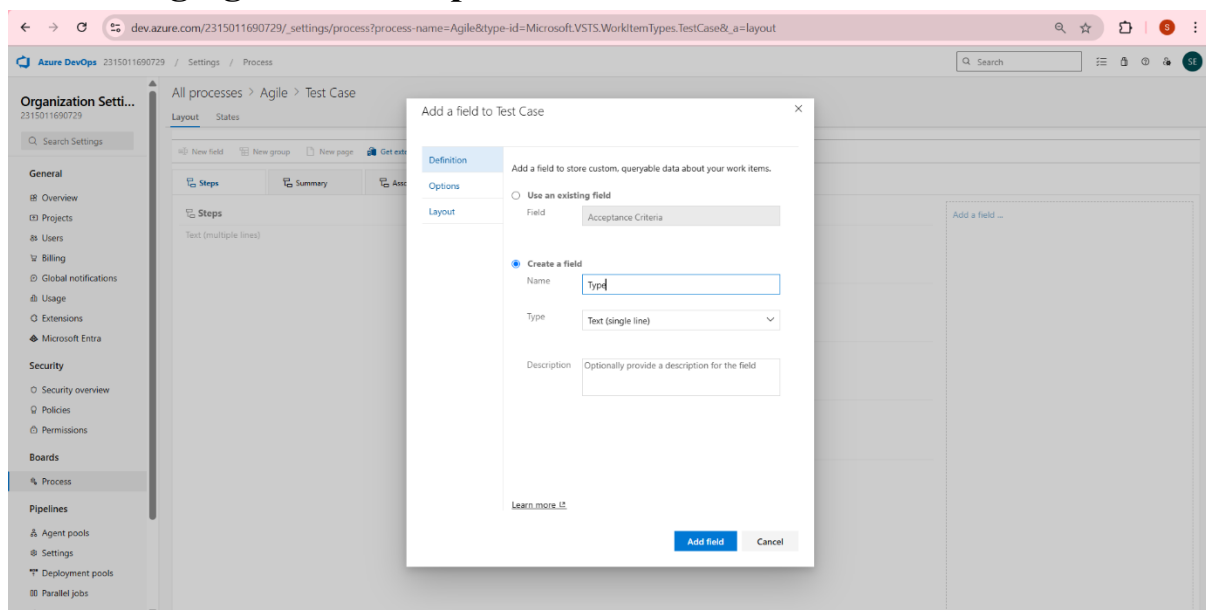 dev.azure.com/2315011690729/_settings/process?process-name=Agile&type-id=Microsoft.VSTS.WorkItemTypes.TestCase&_a=layout
S
Azure DevOps 2315011690729 / Settings / Process
Search
SE
Organization Setti...
2315011690729
Search Settings
General
Overview
Projects
Users
Billing
Global notifications
Usage
Extensions
Microsoft Entra
Security
Security overview
Policies
Permissions
Boards
Process
Pipelines
Agent pools
Settings
Deployment pools
Parallel jobs
All processes > Agile > Test Case
Layout States
New field New group New page Get exte
Steps Summary Asso
Steps
Text (multiple lines)
Add a field ...
Add a field to Test Case
Definition
Options
Layout
Add a field to store custom, queryable data about your work items.
Use an existing field
Field Acceptance Criteria
Create a field
Name Type
Type Text (single line)
Description Optionally provide a description for the field
Learn more
Add field Cancel